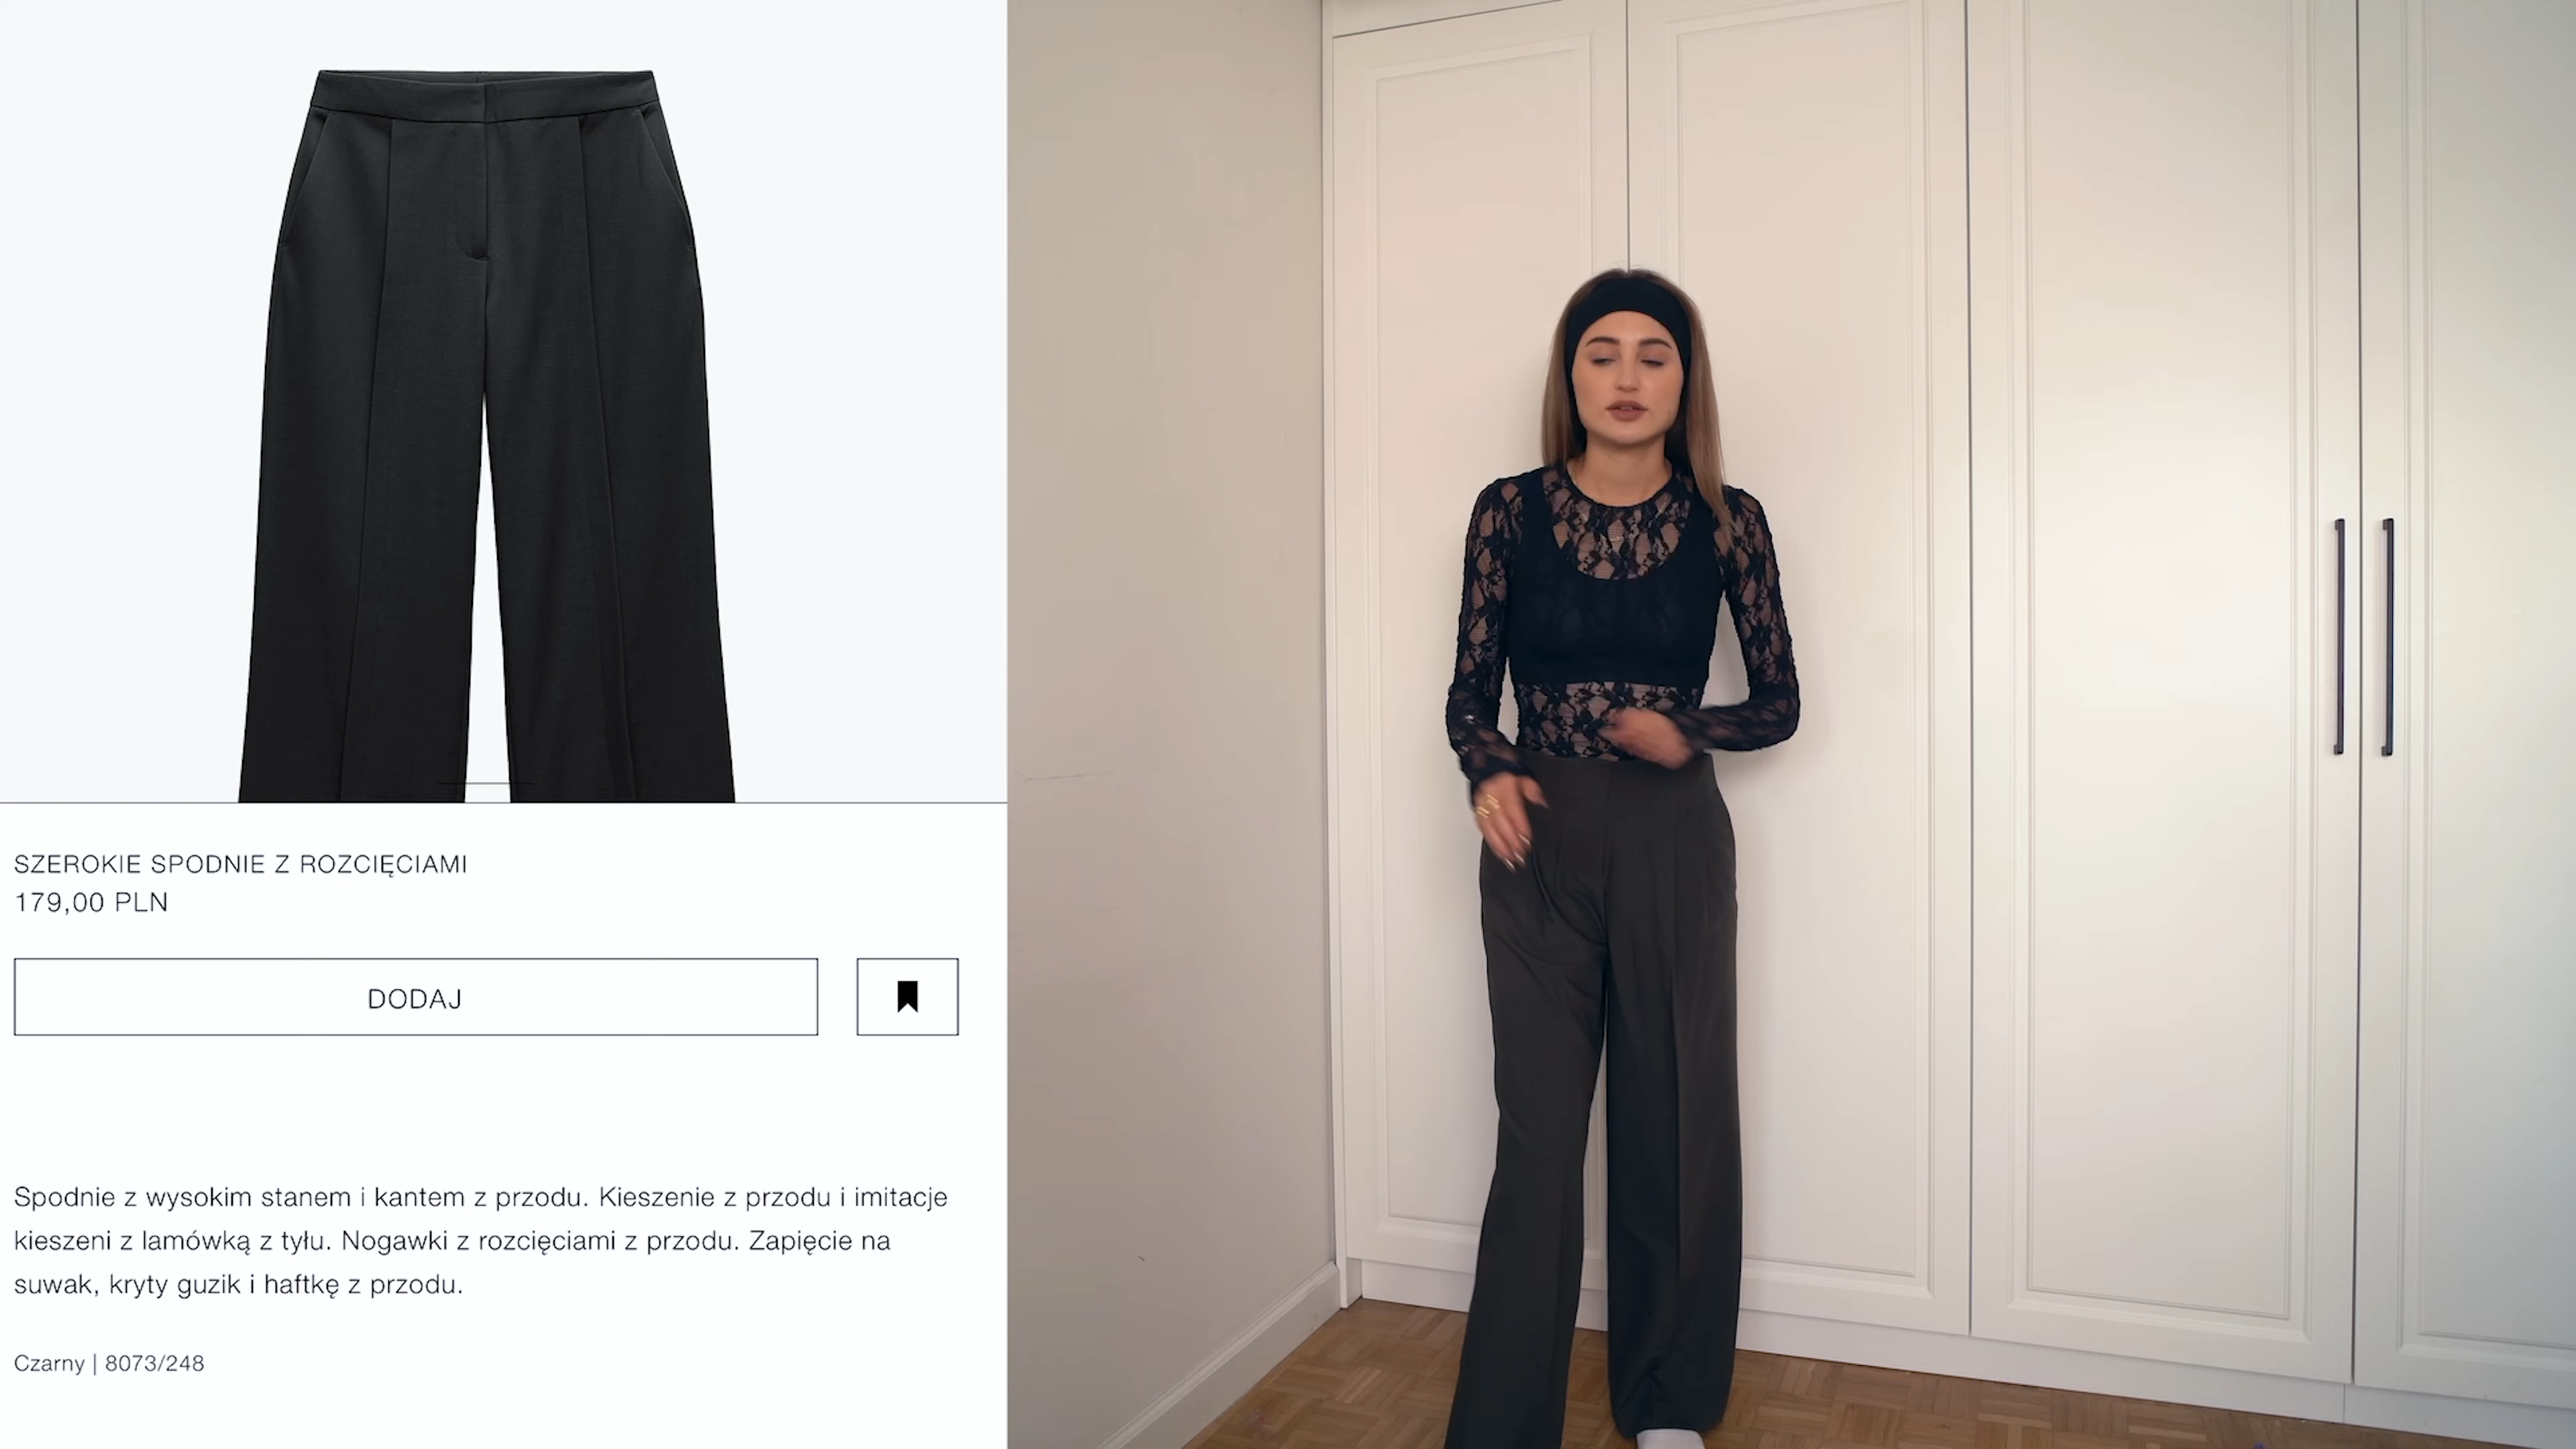 SZEROKIE SPODNIE Z ROZCIĘCIAMI
179,00 PLN
DODAJ
Spodnie z wysokim stanem i kantem z przodu. Kieszenie z przodu i imitacje
kieszeni z lamówką z tyłu. Nogawki z rozcięciami z przodu. Zapięcie na
suwak, kryty guzik i haftkę z przodu.
Czarny | 8073/248